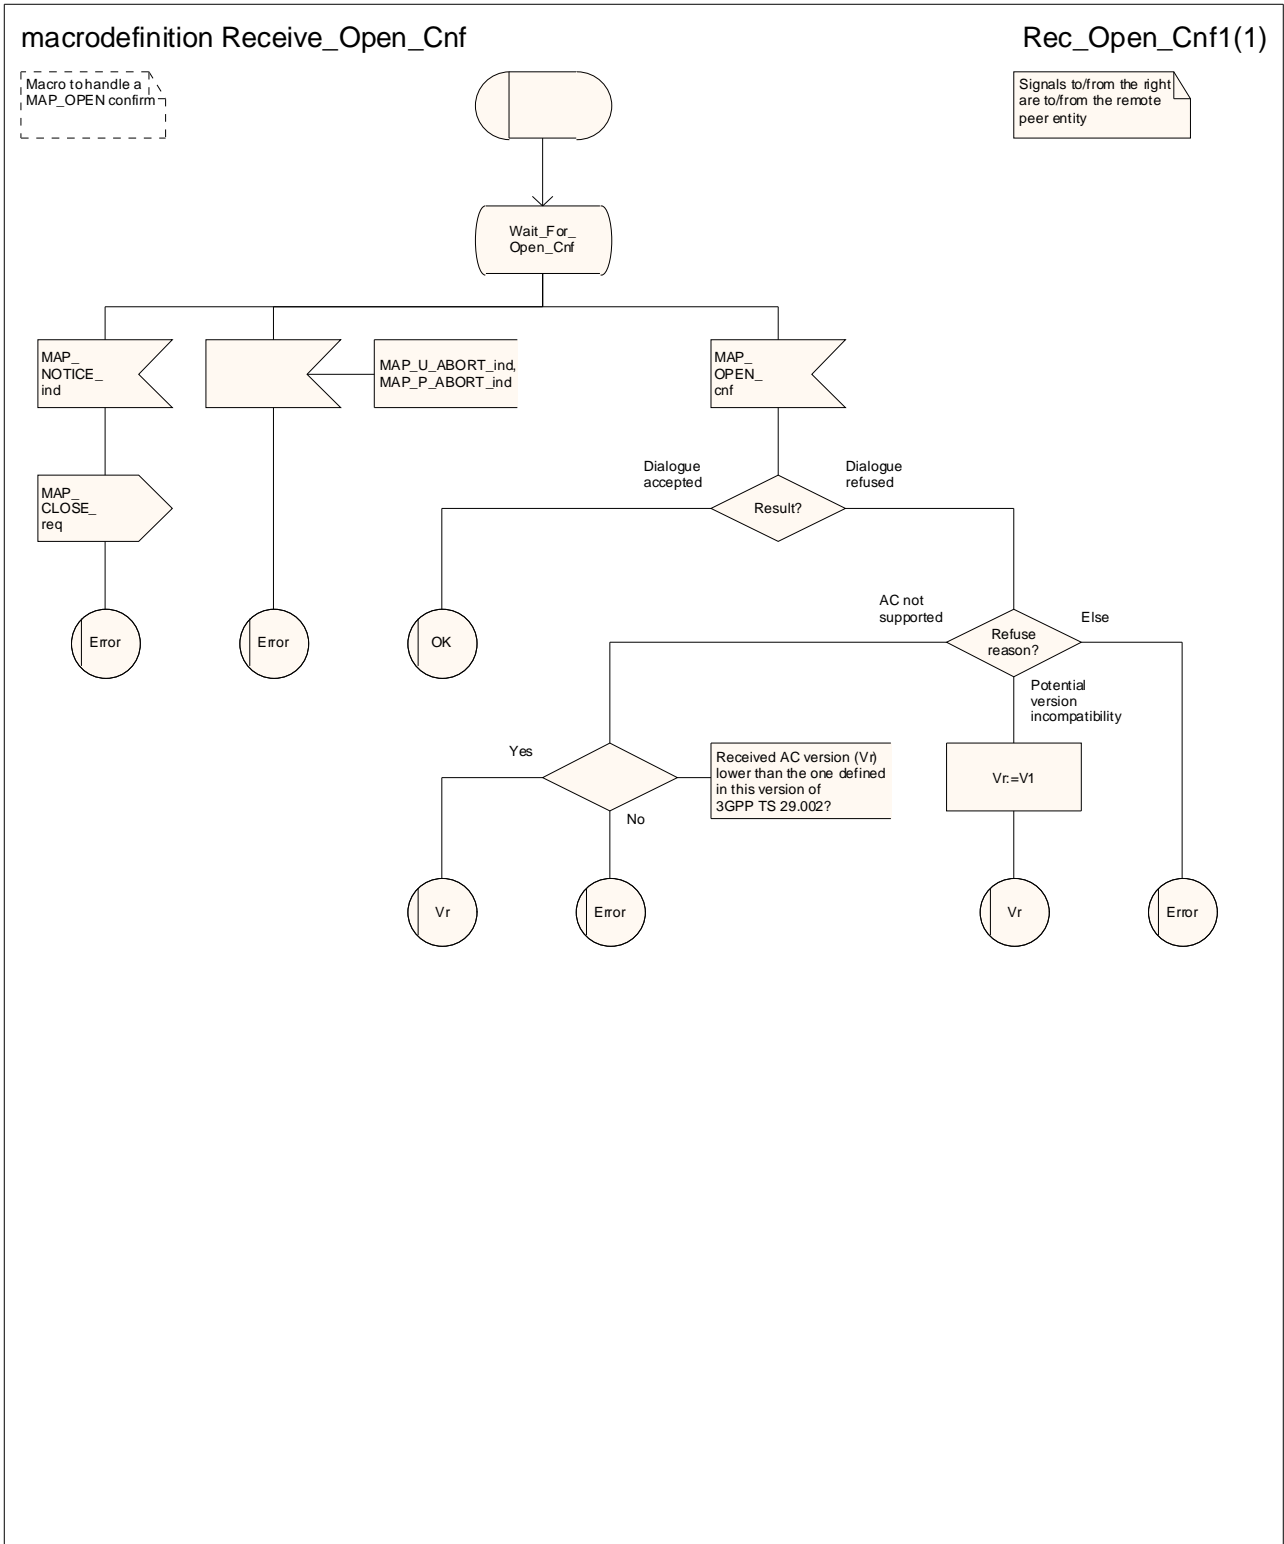 macrodefinition Receive_Open_Cnf
Rec_Open_Cnf1(1)
Macro to handle a
MAP_OPEN confirm
Signals to/from the right
are to/from the remote
peer entity
Wait_For_
Open_Cnf
MAP_
NOTICE_
ind
MAP_U_ABORT_ind,
MAP_P_ABORT_ind
MAP_
OPEN_
cnf
Dialogue
accepted
Dialogue
refused
MAP_
CLOSE_
req
Result?
AC not
supported
Else
Error
Error
OK
Refuse
reason?
Potential
version
incompatibility
Yes
Received AC version (Vr)
lower than the one defined
in this version of
3GPP TS 29.002?
Vr:=V1
No
Vr
Error
Vr
Error